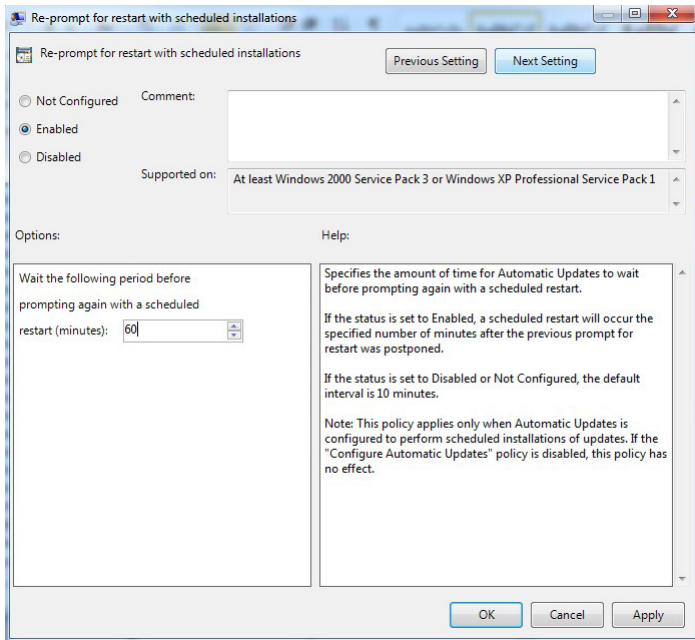 Re-prompt for restart with scheduled installations
Re-prompt for restart with scheduled installations
Previous Setting
Next Setting
Not Configured
Enabled
Disabled
Comment:
Supported on:
At least Windows 2000 Service Pack 3 or Windows XP Professional Service Pack 1
Options:
Help:
Wait the following period before
prompting again with a scheduled
restart (minutes): 60
Specifies the amount of time for Automatic Updates to wait
before prompting again with a scheduled restart.
If the status is set to Enabled, a scheduled restart will occur the
specified number of minutes after the previous prompt for
restart was postponed.
If the status is set to Disabled or Not Configured, the default
interval is 10 minutes.
Note: This policy applies only when Automatic Updates is
configured to perform scheduled installations of updates. If the
"Configure Automatic Updates" policy is disabled, this policy has
no effect.
OK
Cancel
Apply